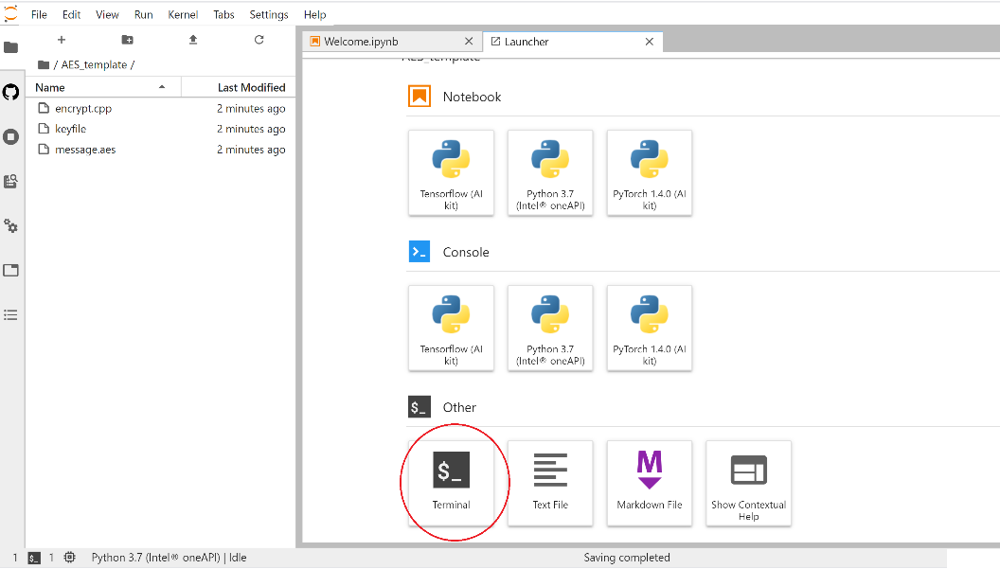 File Edit View Run Kernel Tabs Settings Help
/ AES_template /
Name Last Modified
encrypt.cpp 2 minutes ago
keyfile 2 minutes ago
message.aes 2 minutes ago
Welcome.ipynb
Launcher
AES_template
Notebook
Tensorflow (AI
kit)
Python 3.7
(Intel® oneAPI)
PyTorch 1.4.0 (AI
kit)
$_ Console
Tensorflow (AI
kit)
Python 3.7
(Intel® oneAPI)
PyTorch 1.4.0 (AI
kit)
$_ Other
$_
Terminal
Text File
M
Markdown File
Show Contextual
Help
1 $_ 1 Python 3.7 (Intel® oneAPI) | Idle Saving completed